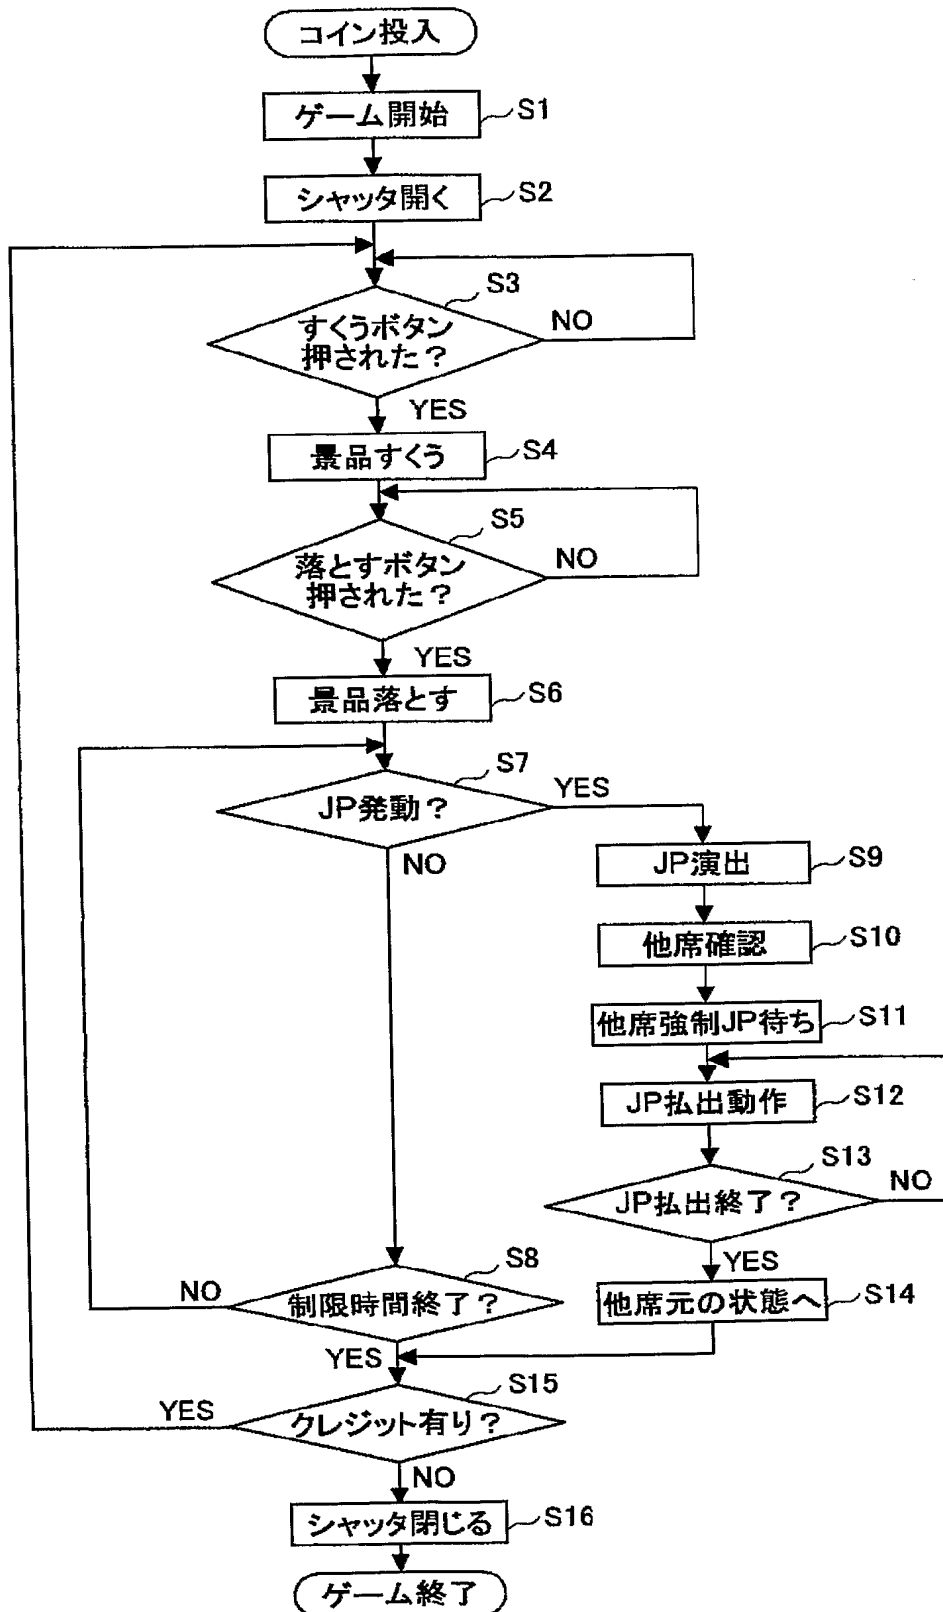 コイン投入
ゲーム開始
S1
シャッタ開く
S2
S3
すくうボタン
押された？
NO
YES
景品すくう
S4
S5
落とすボタン
押された？
NO
YES
景品落とす
S6
S7
JP発動？
YES
NO
JP演出
S9
他席確認
S10
他席強制JP待ち
S11
JP払出動作
S12
S13
JP払出終了？
NO
YES
S8
制限時間終了？
NO
YES
他席元の状態へ
S14
S15
クレジット有り？
YES
NO
シャッタ閉じる
S16
ゲーム終了